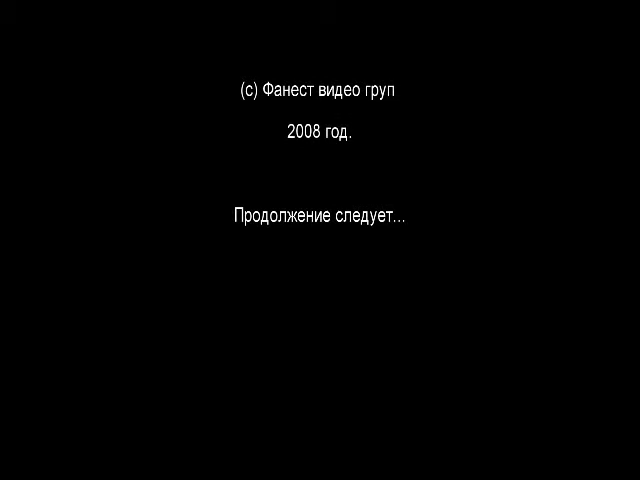 (с) Фанест видео груп
2008 год.
Продолжение следует...